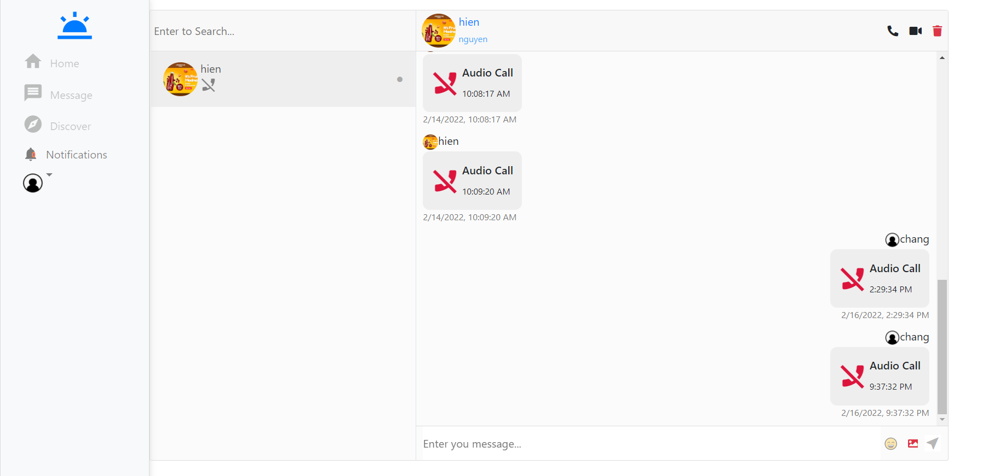 Home
Message
Discover
0
Notifications
Enter to Search...
hien
hien
nguyen
Audio Call
10:08:17 AM
2/14/2022, 10:08:17 AM
hien
Audio Call
10:09:20 AM
2/14/2022, 10:09:20 AM
chang
Audio Call
2:29:34 PM
2/16/2022, 2:29:34 PM
chang
Audio Call
9:37:32 PM
2/16/2022, 9:37:32 PM
Enter you message...